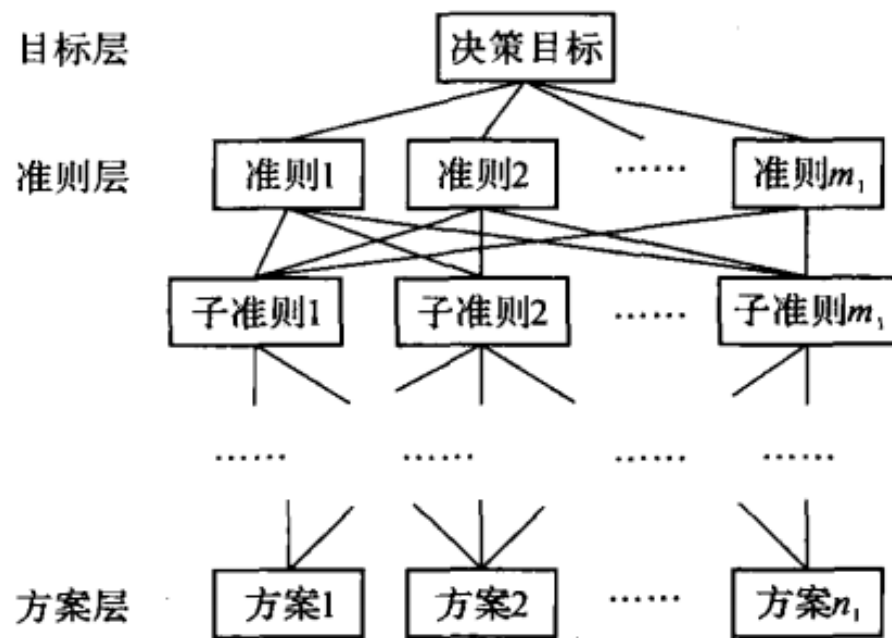 目标层 决策目标
准则层 准则1 准则2 …… 准则m₁
子准则1 子准则2 …… 子准则m₁
…… …… …… ……
方案层 方案1 方案2 …… 方案n₁